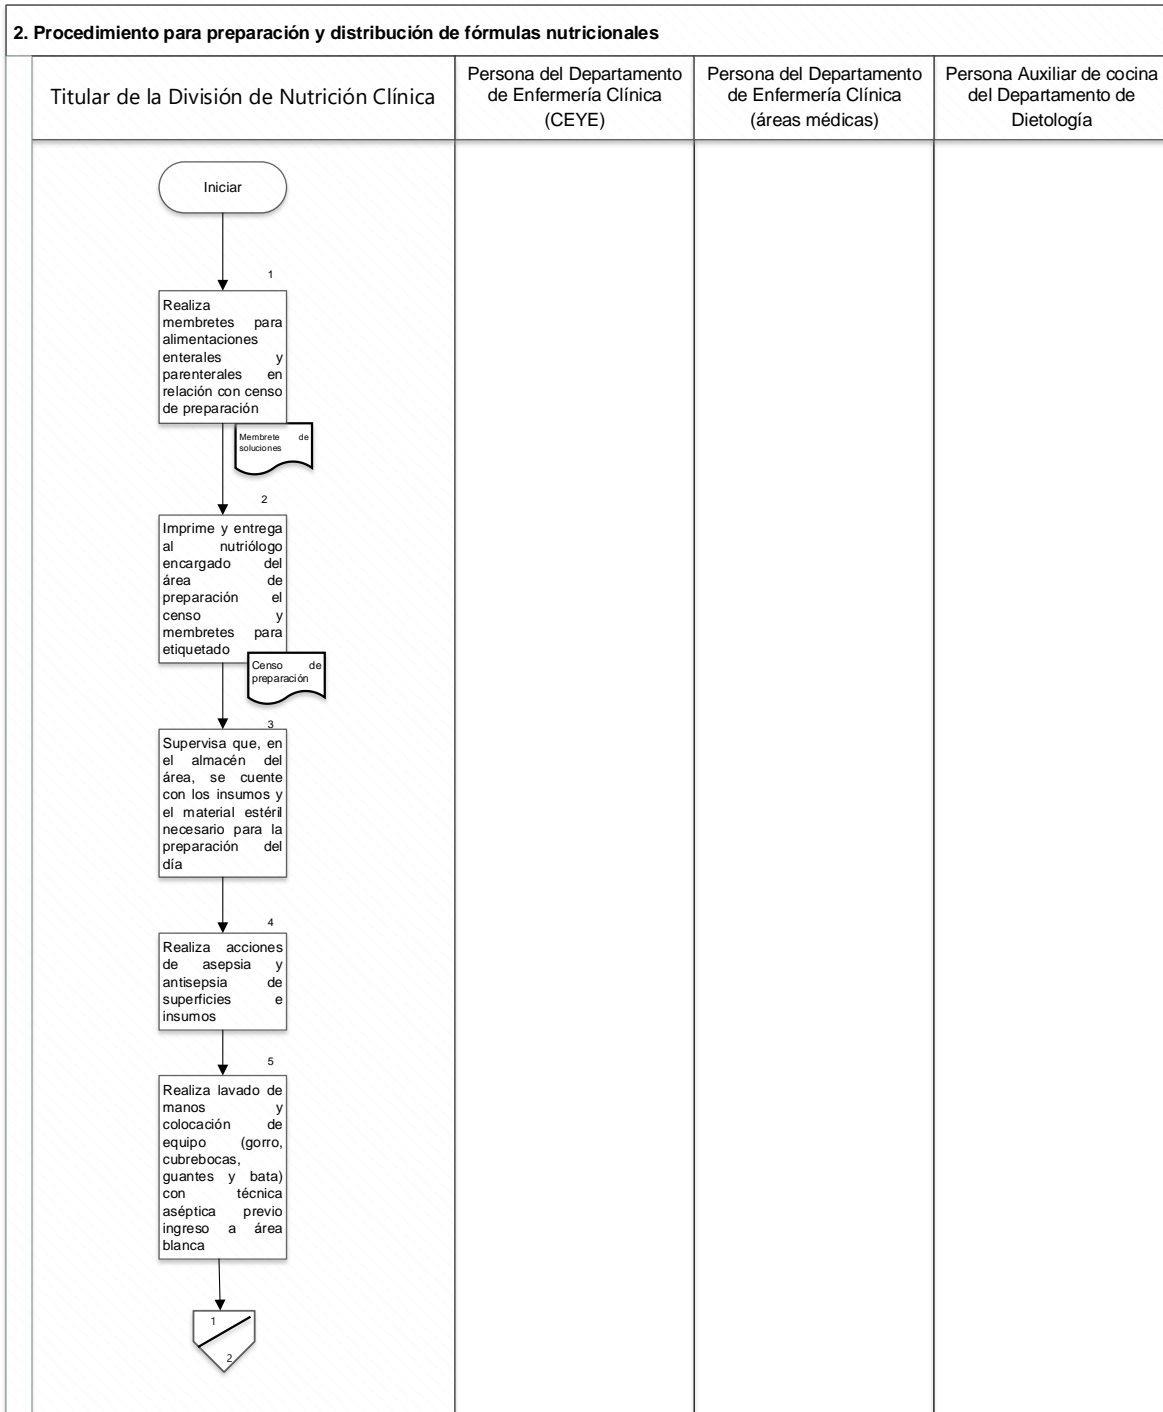 2. Procedimiento para preparación y distribución de fórmulas nutricionales
Titular de la División de Nutrición Clínica
Persona del Departamento
de Enfermería Clínica
(CEYE)
Persona del Departamento
de Enfermería Clínica
(áreas médicas)
Persona Auxiliar de cocina
del Departamento de
Dietología
Iniciar
1
Realiza
membretes para
alimentaciones
enterales y
parenterales en
relación con censo
de preparación
Membrete de
soluciones
2
Imprime y entrega
al nutriólogo
encargado del
área de
preparación el
censo y
membretes para
etiquetado
Censo de
preparación
3
Supervisa que, en
el almacén del
área, se cuente
con los insumos y
el material estéril
necesario para la
preparación del
día
4
Realiza acciones
de asepsia y
antisepsia de
superficies e
insumos
5
Realiza lavado de
manos y
colocación de
equipo (gorro,
cubrebocas,
guantes y bata)
con técnica
aséptica previo
ingreso a área
blanca
1
2